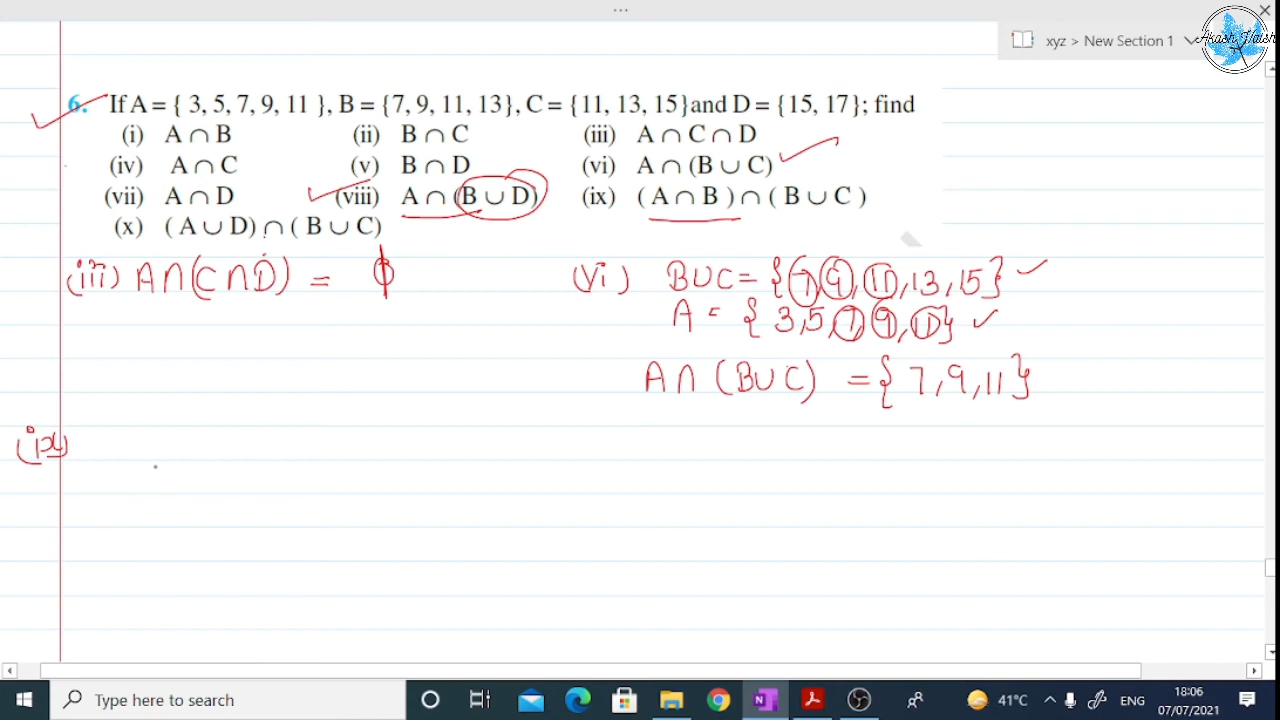 xyz > New Section 1
6. If A = { 3, 5, 7, 9, 11 }, B = {7, 9, 11, 13}, C = {11, 13, 15}and D = {15, 17}; find
(i) A ∩ B (ii) B ∩ C (iii) A ∩ C ∩ D
(iv) A ∩ C (v) B ∩ D (vi) A ∩ (B ∪ C)
(vii) A ∩ D (viii) A ∩ (B ∪ D) (ix) ( A ∩ B ) ∩ ( B ∪ C )
(x) ( A ∪ D) ∩ ( B ∪ C)
(iii) A∩(C∩D) = ϕ (vi) B∪C = {7,9,11,13,15}
A = {3,5,7,9,11}
A∩ (B∪C) = {7,9,11}
(ix)
Type here to search
41°C ENG 18:06
07/07/2021